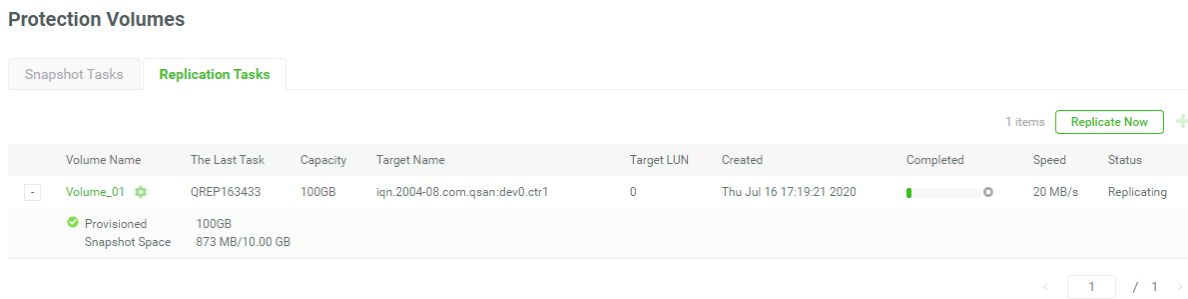 Protection Volumes
Snapshot Tasks Replication Tasks
1 items Replicate Now +
Volume Name The Last Task Capacity Target Name Target LUN Created Completed Speed Status
- Volume_01 QREP163433 100GB iqn.2004-08.com.qsan:dev0.ctr1 0 Thu Jul 16 17:19:21 2020 20 MB/s Replicating
Provisioned 100GB
Snapshot Space 873 MB/10.00 GB
< 1 / 1 >